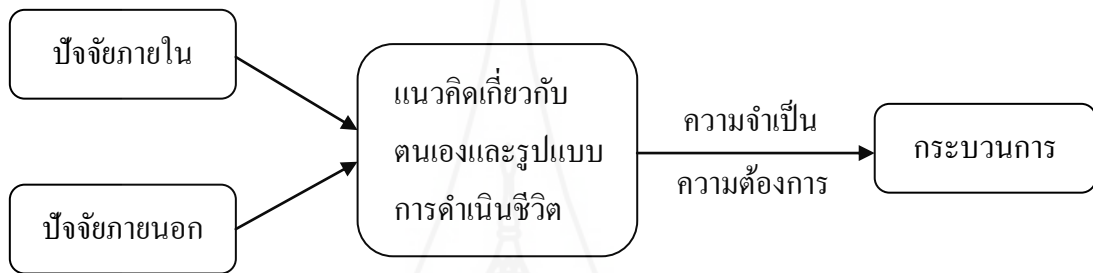 ปัจจัยภายใน
ปัจจัยภายนอก
แนวคิดเกี่ยวกับ
ตนเองและรูปแบบ
การดำเนินชีวิต
ความจำเป็น
ความต้องการ
กระบวนการ